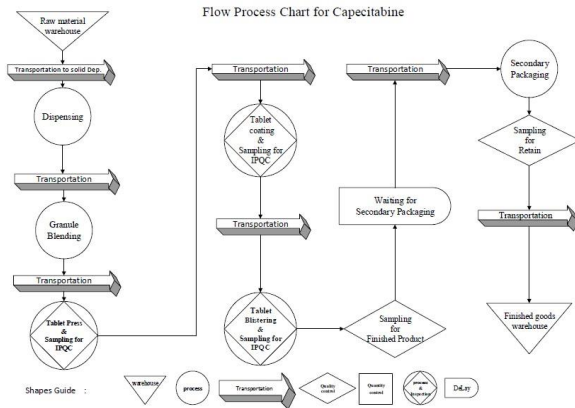 Flow Process Chart for Capecitabine
Raw material
warehouse
Transportation to solid Dep.
Dispensing
Transportation
Granule
Blending
Transportation
Tablet Press
&
Sampling for
IPQC
Transportation
Tablet
coating
&
Sampling for
IPQC
Transportation
Tablet
Blistering
&
Sampling for
IPQC
Sampling
for
Finished Product
Waiting for
Secondary Packaging
Transportation
Secondary
Packaging
Sampling
for
Retain
Transportation
Finished goods
warehouse
Shapes Guide :
warehouse
process
Transportation
Quality
control
Quantity
control
process
&
Inspection
DeLay